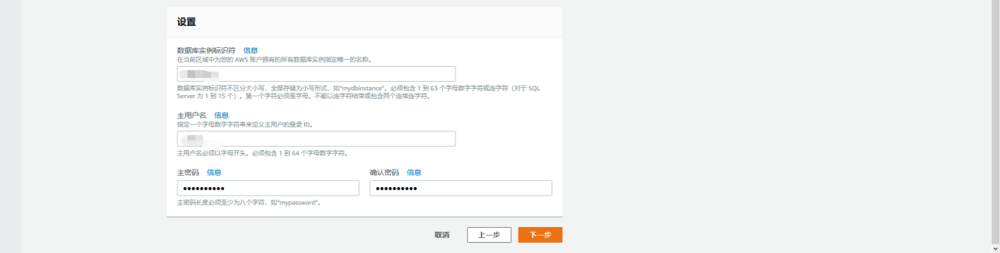 设置
数据库实例标识符 信息
在当前区域中为您的 AWS 账户拥有的所有数据库实例指定唯一的名称。
数据库实例标识符不区分大小写，全部存储为小写形式，如"mydbinstance"。必须包含 1 到 63 个字母数字字符或连字符（对于 SQL
Server 为 1 到 15 个）。第一个字符必须是字母。不能以连字符结束或包含两个连续连字符。
主用户名 信息
指定一个字母数字字符串来定义主用户的登录 ID。
主用户名必须以字母开头。必须包含 1 到 64 个字母数字字符。
主密码 信息 确认密码 信息
•••••••••• ••••••••••
主密码长度必须至少为八个字符，如"mypassword"。
取消 上一步 下一步